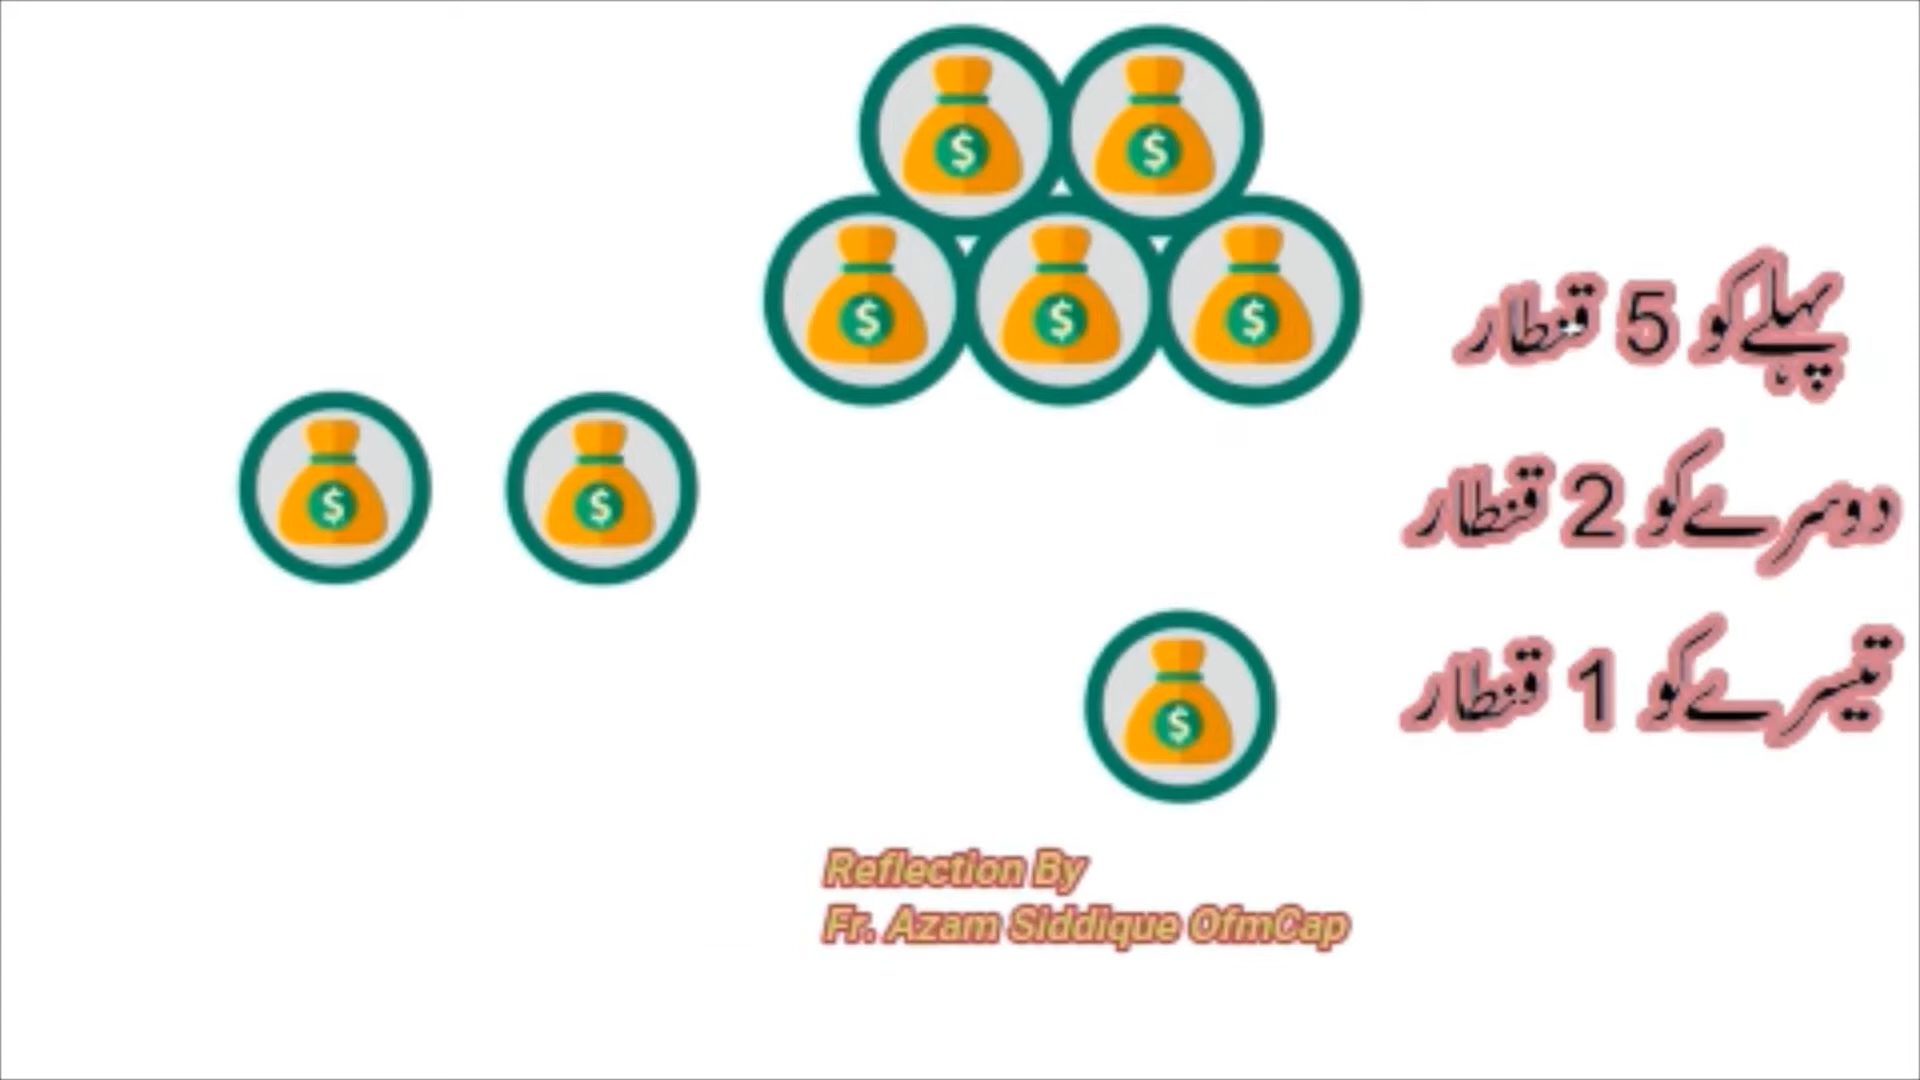 پہلے کو 5 قنطار
دوسرے کو 2 قنطار
تیسرے کو 1 قنطار
$
$
$
$
$
$
$
$
Reflection By
Fr. Azam Siddique OfmCap